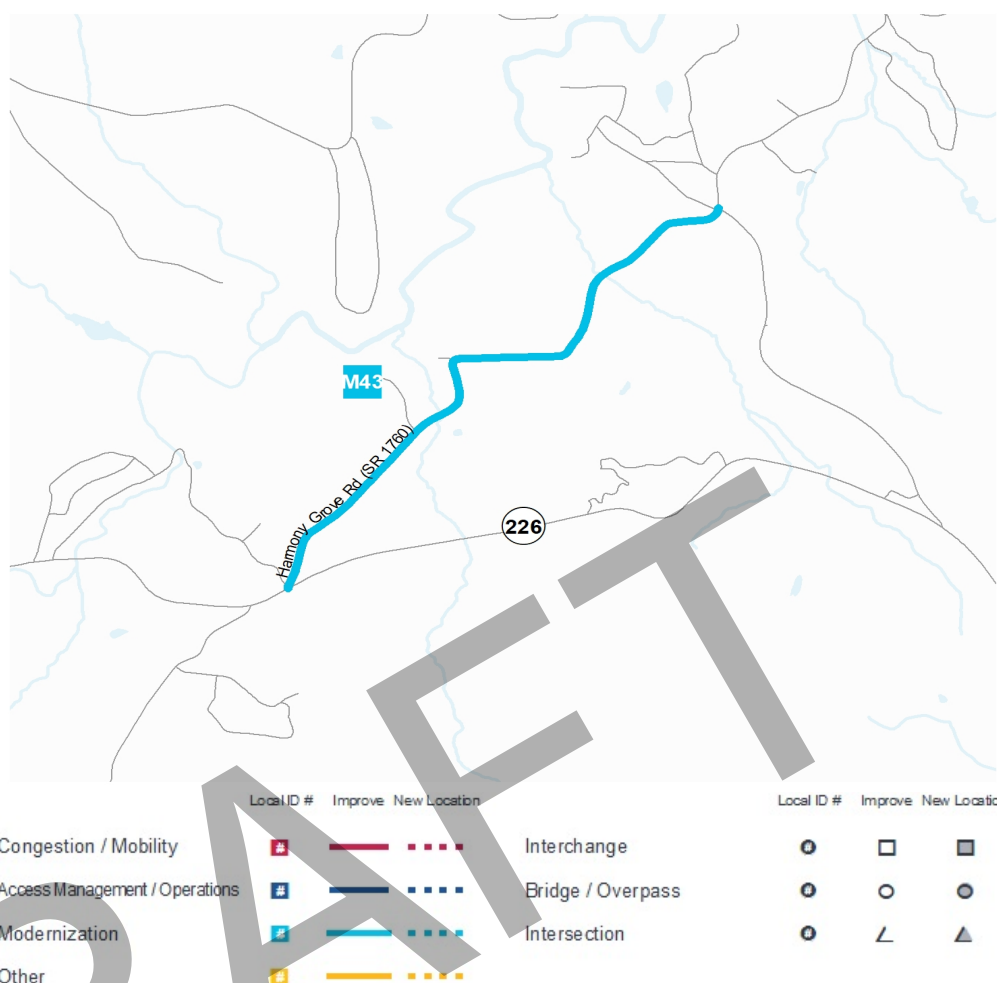 M43
Harmony Grove Rd (SR 1760)
226
DRAFT
Local ID # Improve New Location
Congestion / Mobility #
Access Management / Operations #
Modernization #
Other #
Local ID # Improve New Locatio
Interchange #
Bridge / Overpass #
Intersection #